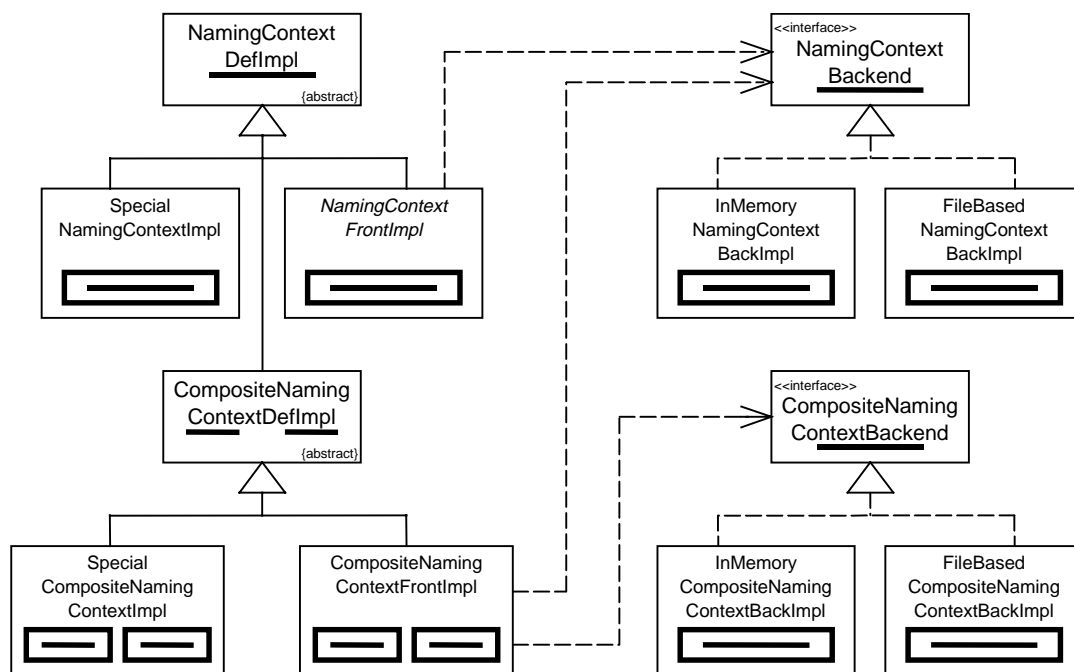 NamingContext
DefImpl
{abstract}
<<interface>>
NamingContext
Backend
Special
NamingContextImpl
NamingContext
FrontImpl
InMemory
NamingContext
BackImpl
FileBased
NamingContext
BackImpl
CompositeNaming
ContextDefImpl
{abstract}
<<interface>>
CompositeNaming
ContextBackend
Special
CompositeNaming
ContextImpl
CompositeNaming
ContextFrontImpl
InMemory
CompositeNaming
ContextBackImpl
FileBased
CompositeNaming
ContextBackImpl